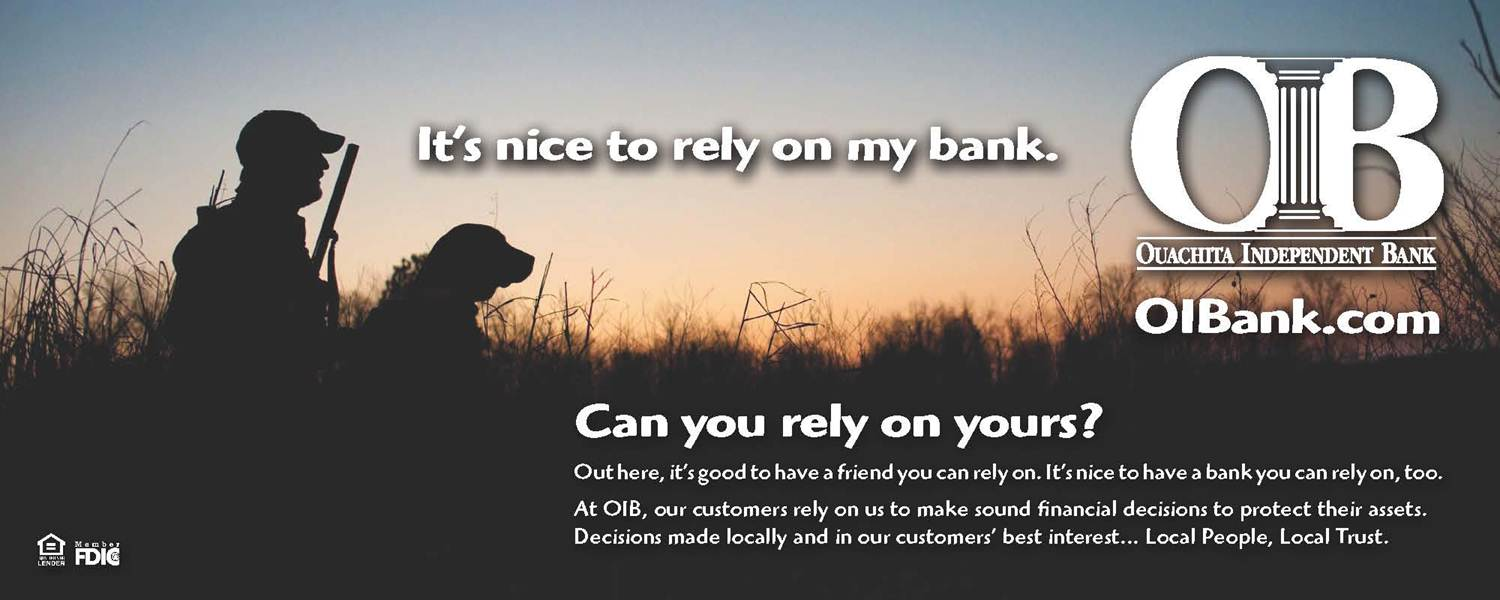 It's nice to rely on my bank.
OIB
OUACHITA INDEPENDENT BANK
OIBank.com
Can you rely on yours?
Out here, it's good to have a friend you can rely on. It's nice to have a bank you can rely on, too.
At OIB, our customers rely on us to make sound financial decisions to protect their assets.
Decisions made locally and in our customers' best interest... Local People, Local Trust.
LENDER
Member
FDIC